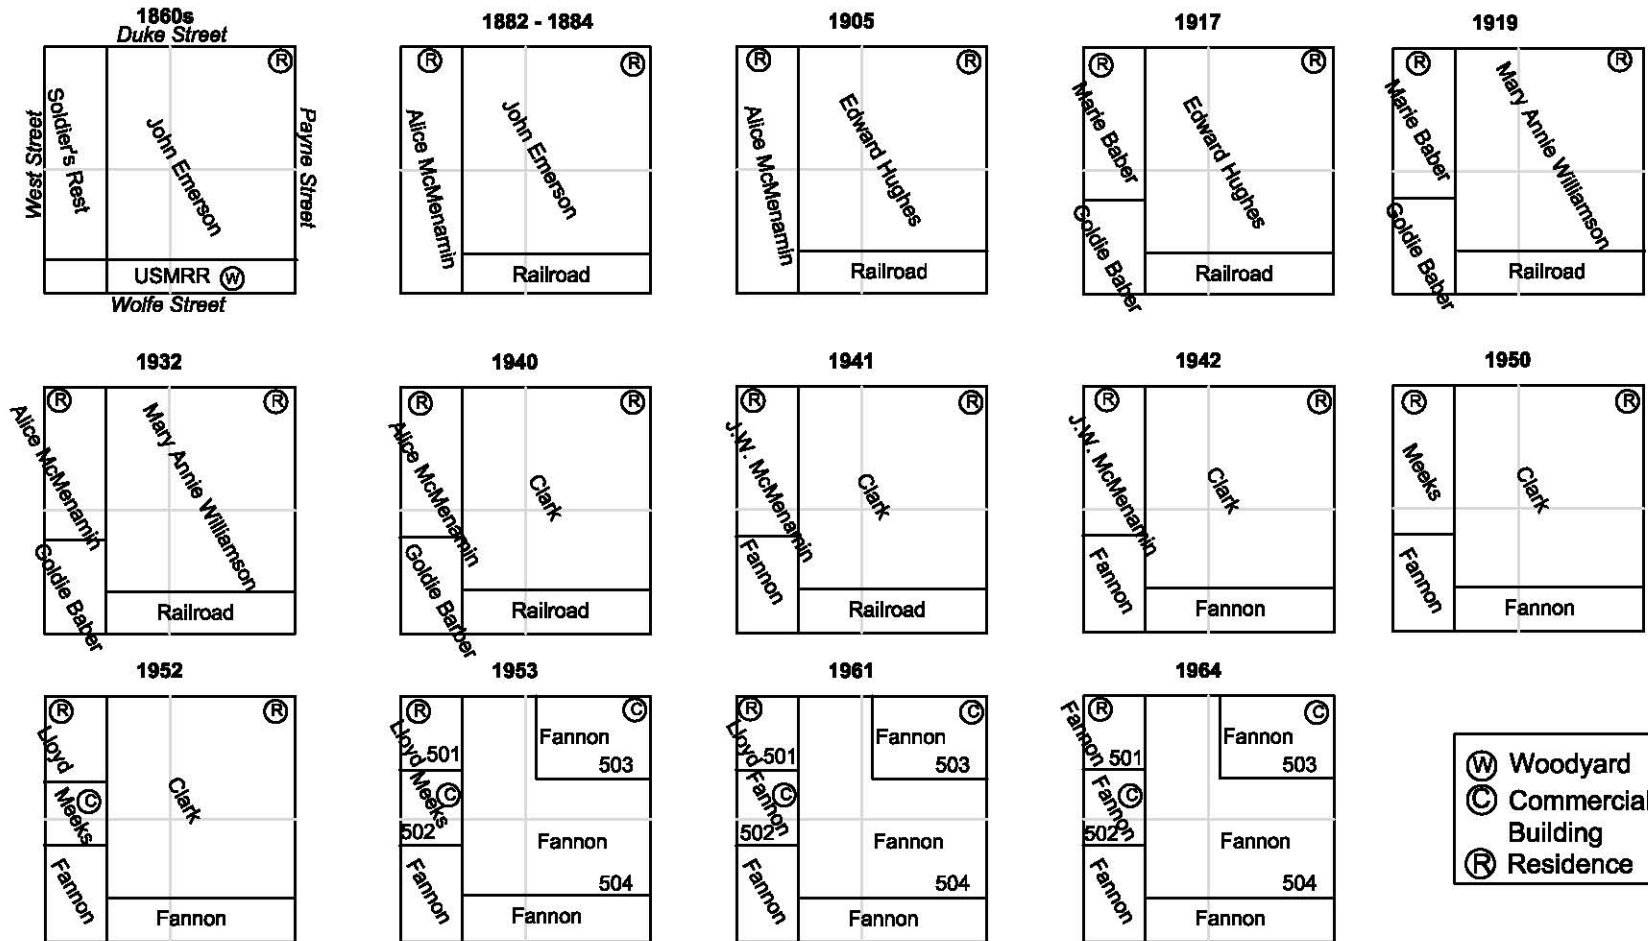 1860s
Duke Street
West Street
Soldier's Rest
John Emerson
Payne Street
USMRR W
Wolfe Street
R
1882 - 1884
R
R
Alice McMenamin
John Emerson
Railroad
1905
R
R
Alice McMenamin
Edward Hughes
Railroad
1917
R
R
Marie Baber
Goldie Baber
Edward Hughes
Railroad
1919
R
R
Marie Baber
Goldie Baber
Mary Annie Williamson
Railroad
1932
R
R
Alice McMenamin
Goldie Baber
Mary Annie Williamson
Railroad
1940
R
R
Alice McMenamin
Goldie Barber
Clark
Railroad
1941
R
R
J.W. McMenamin
Fannon
Clark
Railroad
1942
R
R
J.W. McMenamin
Fannon
Clark
Fannon
1950
R
R
Meeks
Fannon
Clark
Fannon
1952
R
R
Lloyd
Meeks
C
Fannon
Clark
Fannon
1953
R
C
Lloyd
501
Meeks
C
502
Fannon
Fannon
503
Fannon
504
Fannon
1961
R
C
Lloyd
501
Fannon
C
502
Fannon
Fannon
503
Fannon
504
Fannon
1964
R
C
Fannon
501
Fannon
C
502
Fannon
Fannon
503
Fannon
504
Fannon
W Woodyard
C Commercial
Building
R Residence